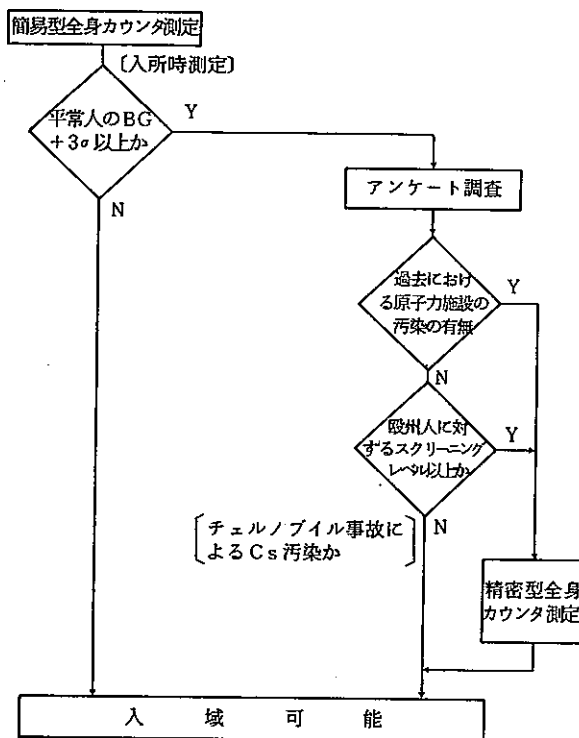 簡易型全身カウンタ測定
〔入所時測定〕
平常人のBG
+3σ以上か
Y
N
アンケート調査
過去におけ
る原子力施設の
汚染の有無
Y
N
殴州人に対
するスクリーニング
レベル以上か
Y
N
チェルノブイル事故に
よるCs汚染か
精密型全身
カウンタ測定
入域可能